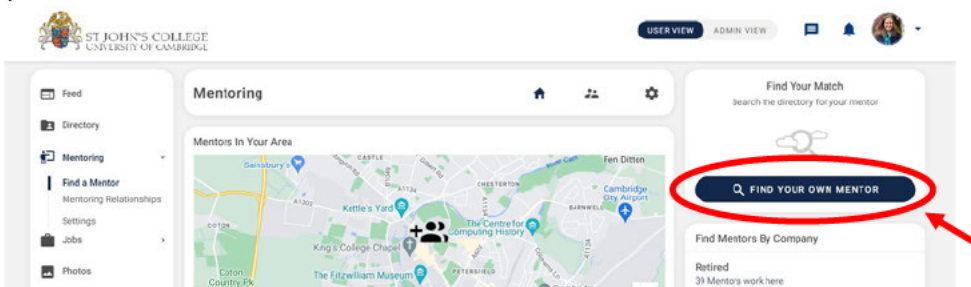 ST JOHN'S COLLEGE
UNIVERSITY OF CAMBRIDGE
USER VIEW
ADMIN VIEW
Feed
Directory
Mentoring
Find a Mentor
Mentoring Relationships
Settings
Jobs
Photos
Mentoring
Mentors In Your Area
Sainsbury's
CASTLE
A1134
A1303
COTON
Kettle's Yard
CHESTERTON
A1134
River Cam
Fen Ditton
BARNWELL
Cambridge
City Airport
The Centre for
Computing History
King's College Chapel
The Fitzwilliam Museum
PETERSFIELD
Coton
Country Pk
Find Your Match
Search the directory for your mentor
FIND YOUR OWN MENTOR
Find Mentors By Company
Retired
39 Mentors work here